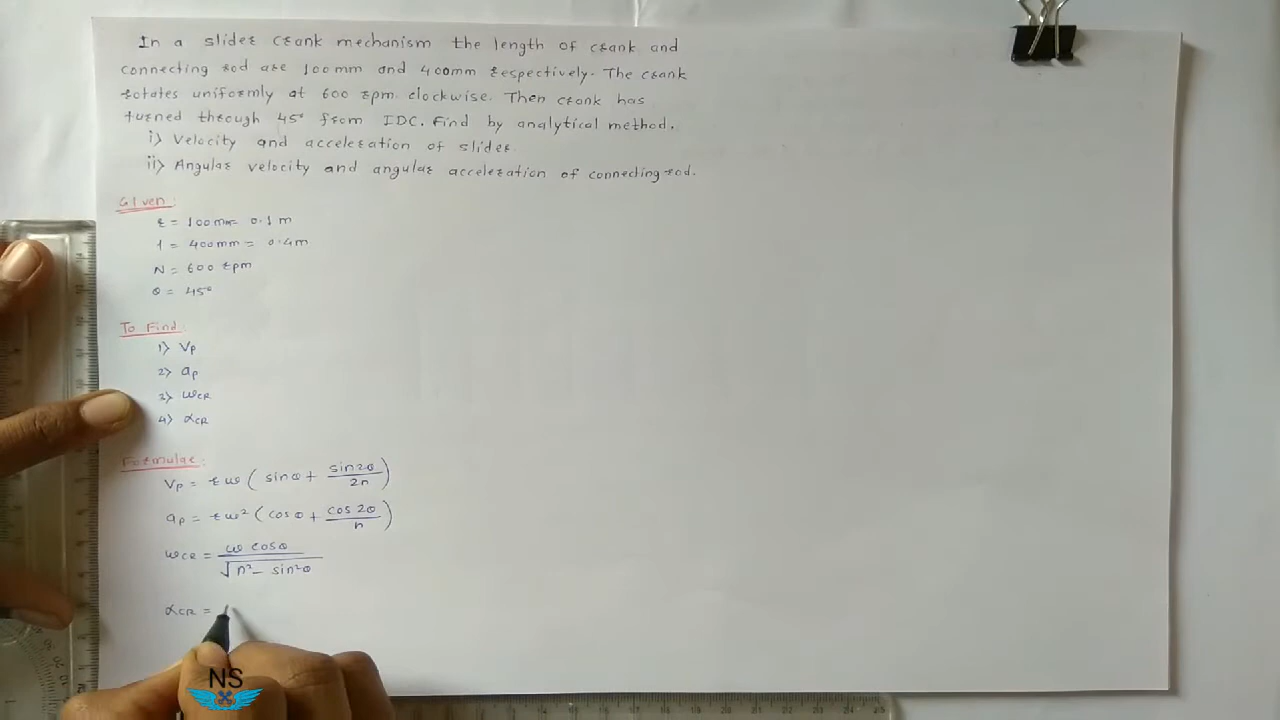 In a slider crank mechanism the length of crank and
connecting rod are 100mm and 400mm respectively. The crank
rotates uniformly at 600 rpm clockwise. Then crank has
turned through 45° from IDC. Find by analytical method.
i) Velocity and acceleration of slider
ii) Angular velocity and angular acceleration of connecting rod.
Given:
r = 100mm = 0.1 m
l = 400mm = 0.4m
N = 600 rpm
θ = 45°
To Find:
1) Vp
2) ap
3) ωCR
4) αCR
Formulae:
Vp = rω ( sinθ + sin2θ/2n )
ap = rω² ( cosθ + cos 2θ/n )
ωCR = ω cosθ / √n² - sin²θ
αCR =
NS